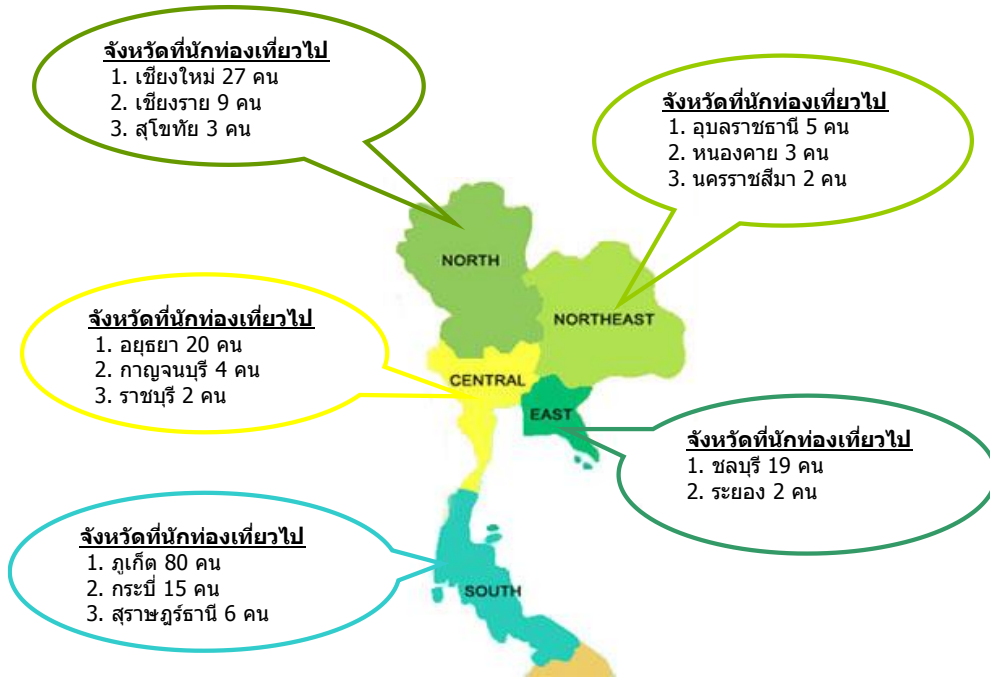 จังหวัดที่นักท่องเที่ยวไป
1. เชียงใหม่ 27 คน
2. เชียงราย 9 คน
3. สุโขทัย 3 คน
จังหวัดที่นักท่องเที่ยวไป
1. อุบลราชธานี 5 คน
2. หนองคาย 3 คน
3. นครราชสีมา 2 คน
NORTH
NORTHEAST
จังหวัดที่นักท่องเที่ยวไป
1. อยุธยา 20 คน
2. กาญจนบุรี 4 คน
3. ราชบุรี 2 คน
CENTRAL
EAST
จังหวัดที่นักท่องเที่ยวไป
1. ชลบุรี 19 คน
2. ระยอง 2 คน
จังหวัดที่นักท่องเที่ยวไป
1. ภูเก็ต 80 คน
2. กระบี่ 15 คน
3. สุราษฎร์ธานี 6 คน
SOUTH